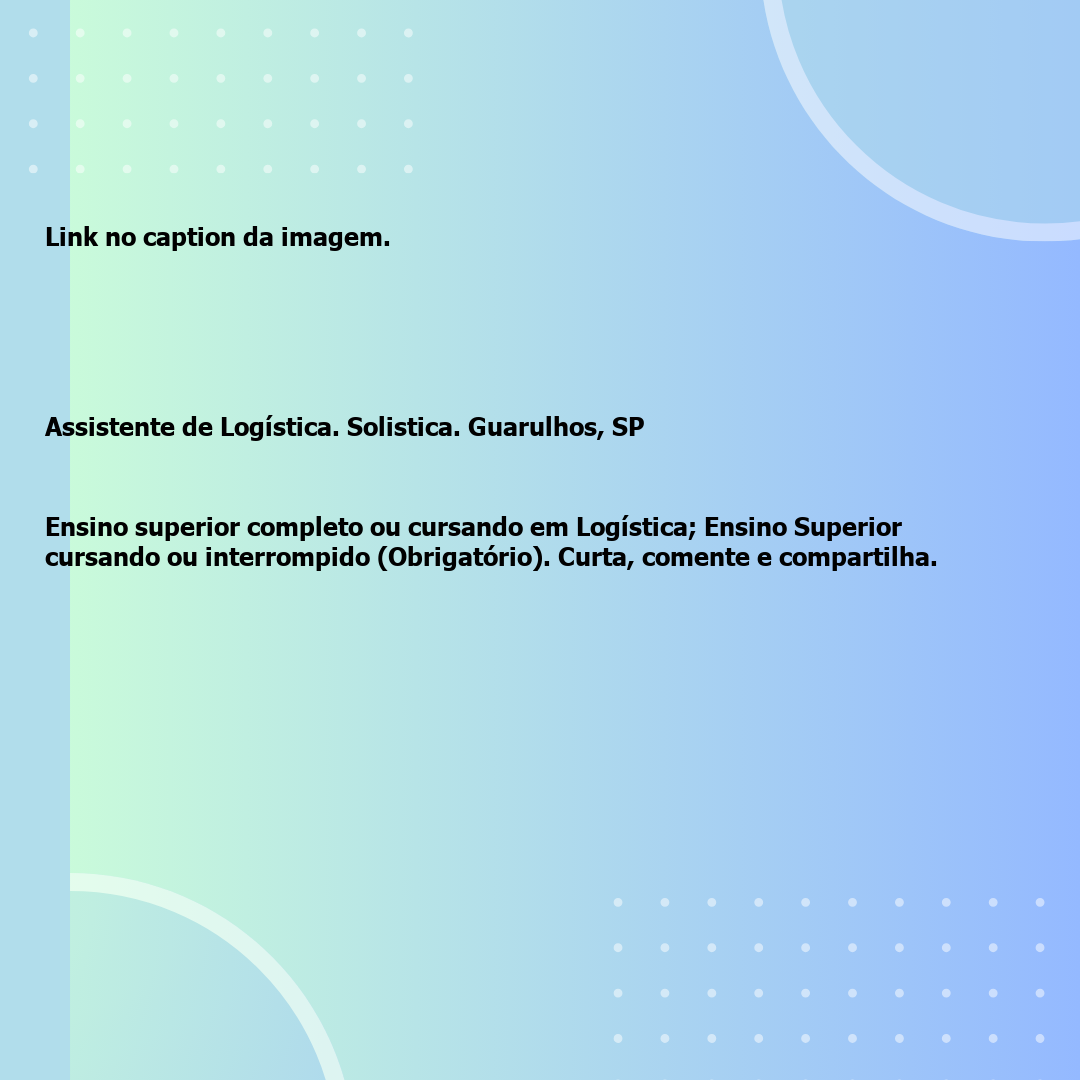 Link no caption da imagem.
Assistente de Logística. Solistica. Guarulhos, SP
Ensino superior completo ou cursando em Logística; Ensino Superior
cursando ou interrompido (Obrigatório). Curta, comente e compartilha.